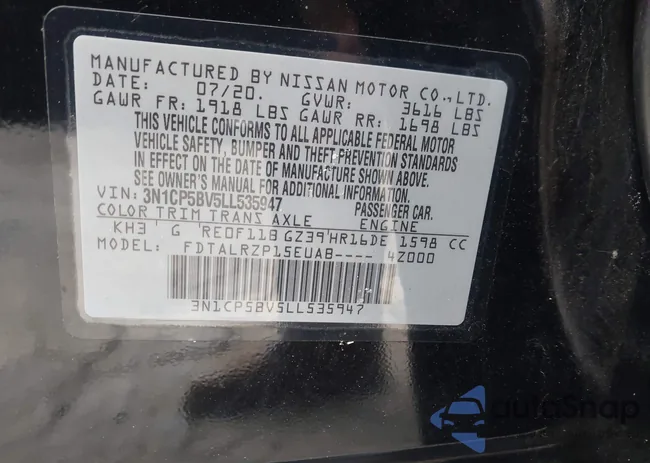 MANUFACTURED BY NISSAN MOTOR CO.,LTD.
DATE: 07/20. GVWR: 3616 LBS
GAWR FR: 1918 LBS GAWR RR: 1698 LBS
THIS VEHICLE CONFORMS TO ALL APPLICABLE FEDERAL MOTOR
VEHICLE SAFETY, BUMPER AND THEFT PREVENTION STANDARDS
IN EFFECT ON THE DATE OF MANUFACTURE SHOWN ABOVE.
SEE OWNER'S MANUAL FOR ADDITIONAL INFORMATION.
VIN: 3N1CP5BV5LL535947 PASSENGER CAR.
COLOR TRIM TRANS AXLE ENGINE
KH3 ' G 'RE0F11B GZ39'HR16DE 1598 CC
MODEL: FDTALRZP15EUAB---- 4Z000
3N1CP5BV5LL535947
autoSnap